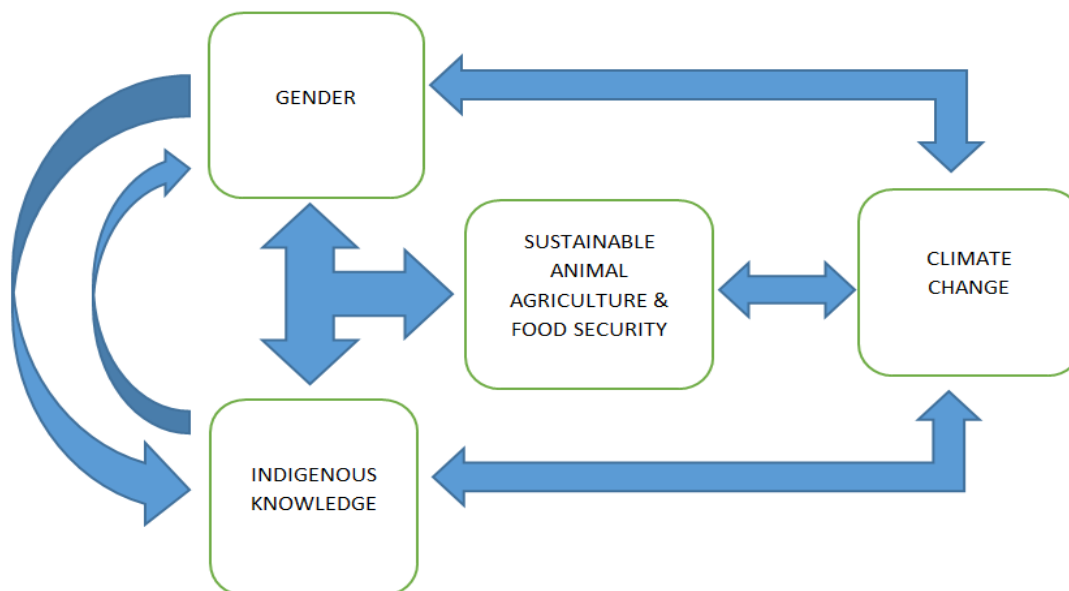 GENDER
SUSTAINABLE
ANIMAL
AGRICULTURE &
FOOD SECURITY
CLIMATE
CHANGE
INDIGENOUS
KNOWLEDGE